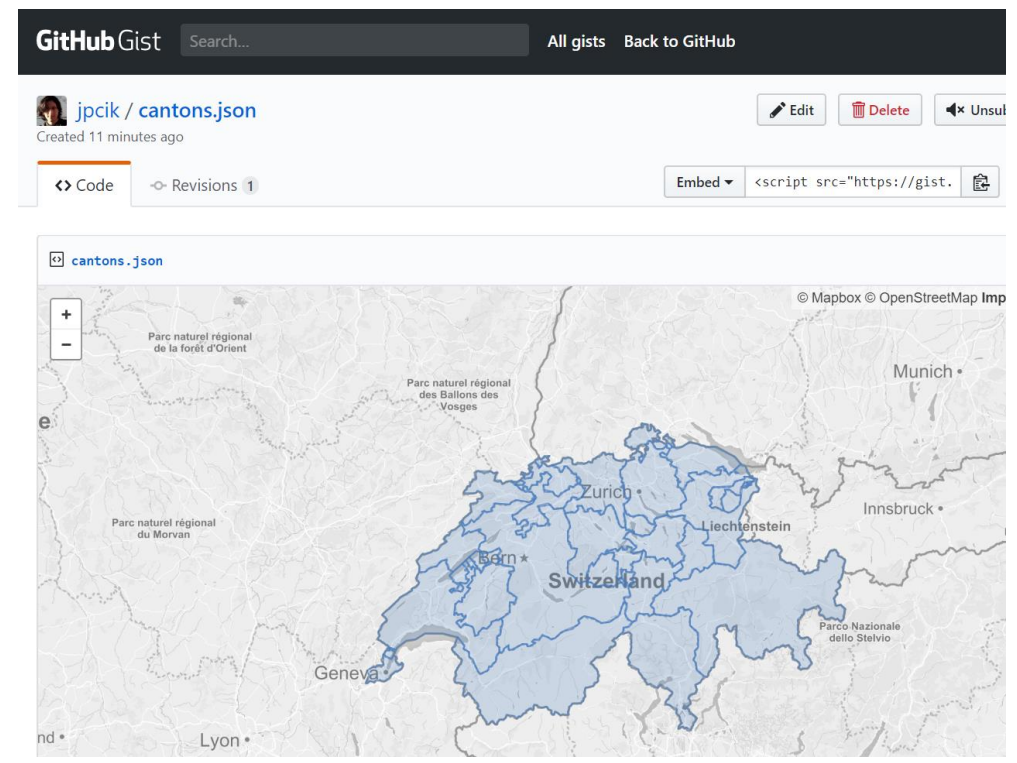 GitHub Gist Search... All gists Back to GitHub
jpcik / cantons.json
Edit Delete
Created 11 minutes ago
Code Revisions 1
Embed <script src="https://gist.
cantons.json
© Mapbox © OpenStreetMap
+
−
Parc naturel régional
de la forêt d'Orient
Munich
Parc naturel régional
des Ballons des
Vosges
Zurich
Innsbruck
Parc naturel régional
du Morvan
Liechtenstein
Bern
Switzerland
Parco Nazionale
dello Stelvio
Geneva
Lyon